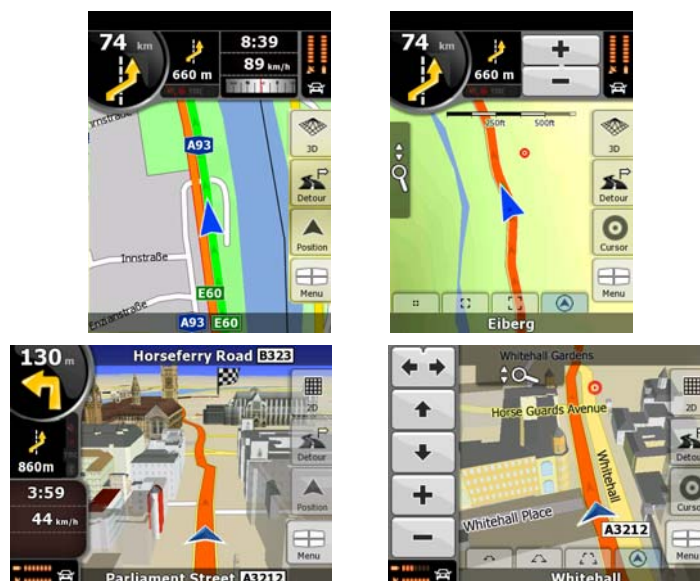 74 km
660 m
8:39
89 km/h
A93
3D
Detour
Position
Innstraße
Enzianstraße
E60
Menu
A93 E60
74 km
660 m
+
−
250ft 500ft
3D
Detour
Cursor
Menu
Eiberg
130 m
Horseferry Road B323
2D
Detour
860m
3:59
Position
44 km/h
Menu
Parliament Street A3212
Whitehall Gardens
2D
Horse Guards Avenue
Detour
Whitehall
Cursor
+
−
Whitehall Place
A3212
Menu
Whitehall